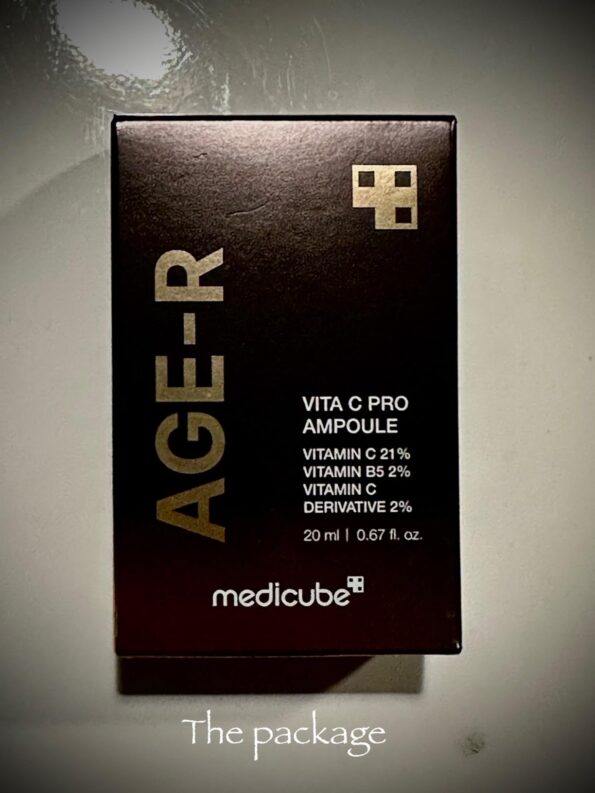 AGE-R
VITA C PRO
AMPOULE
VITAMIN C 21%
VITAMIN B5 2%
VITAMIN C
DERIVATIVE 2%
20 ml | 0.67 fl. oz.
medicube
The package